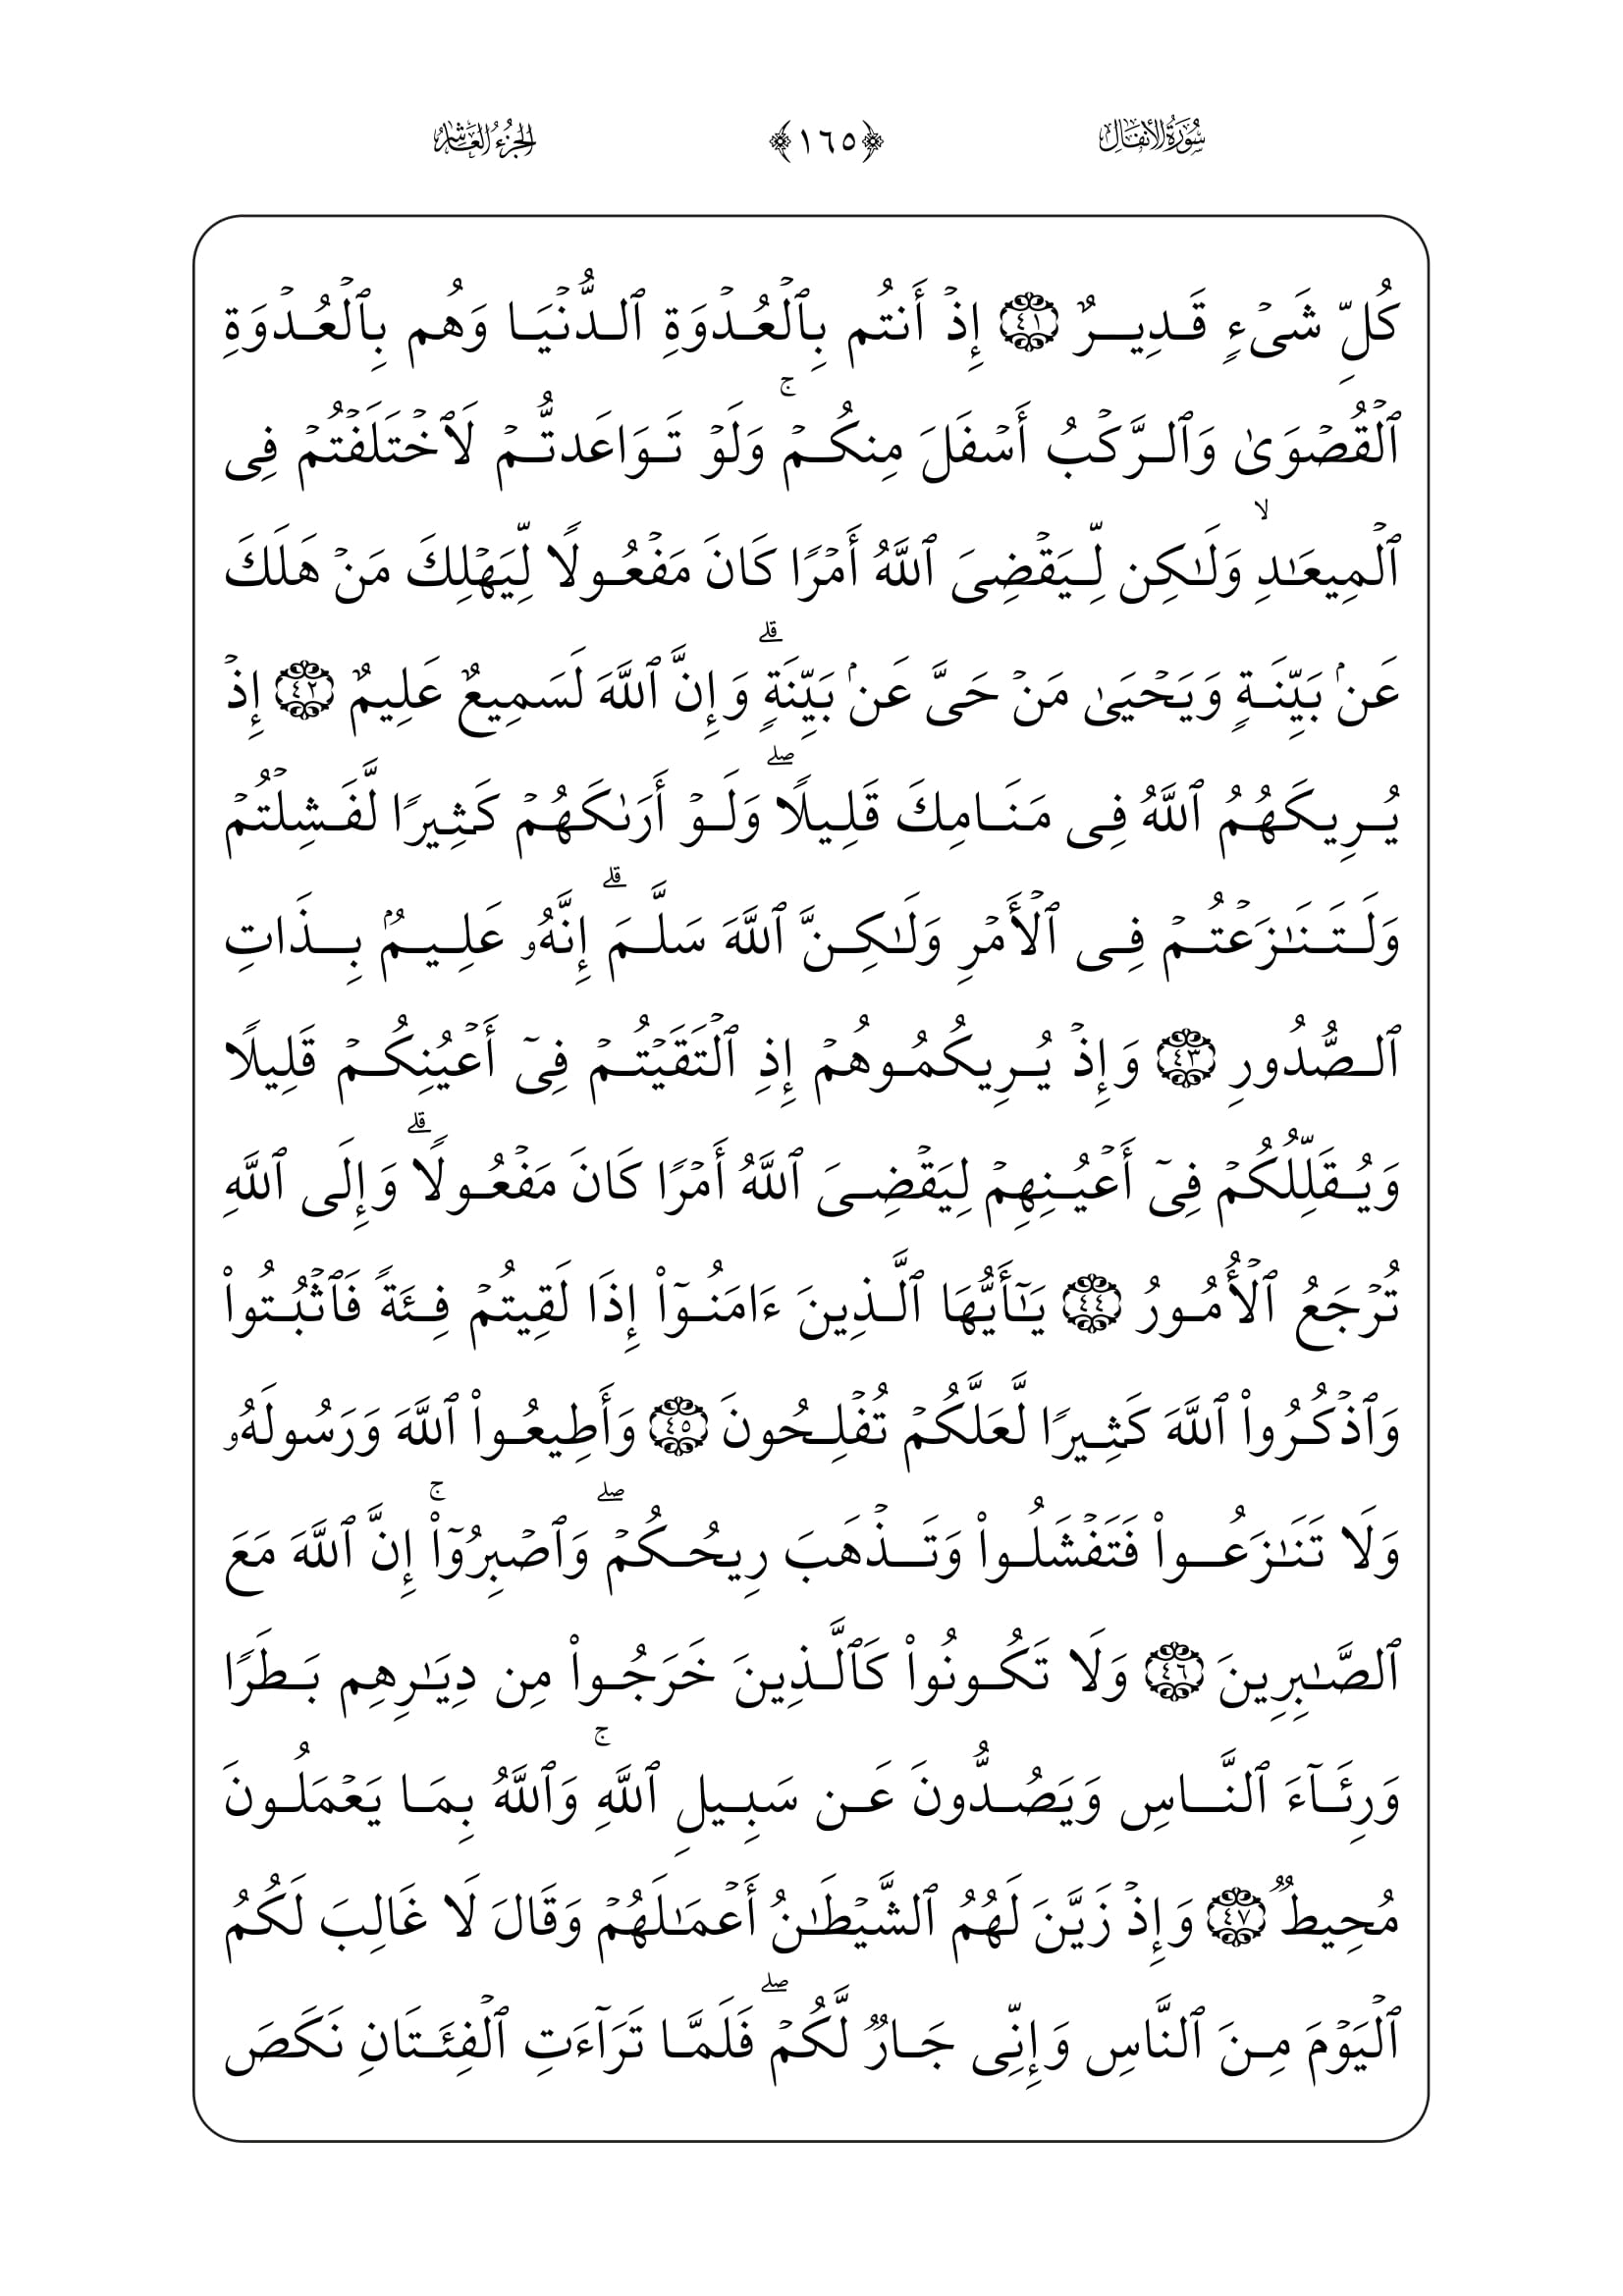 سُورَةُ الأَنفَالِ ﴿١٦٥﴾ الجُزْءُ العَاشِرُ
كُلِّ شَىۡءٍ قَدِيرٌ ٤١ إِذۡ أَنتُم بِٱلۡعُدۡوَةِ ٱلدُّنۡيَا وَهُم بِٱلۡعُدۡوَةِ
ٱلۡقُصۡوَىٰ وَٱلرَّكۡبُ أَسۡفَلَ مِنكُمۡۚ وَلَوۡ تَوَاعَدتُّمۡ لَٱخۡتَلَفۡتُمۡ فِى
ٱلۡمِيعَـٰدِۙ وَلَـٰكِن لِّيَقۡضِىَ ٱللَّهُ أَمۡرًا كَانَ مَفۡعُولًا لِّيَهۡلِكَ مَنۡ هَلَكَ
عَنۢ بَيِّنَةٍ وَيَحۡيَىٰ مَنۡ حَىَّ عَنۢ بَيِّنَةٍۗ وَإِنَّ ٱللَّهَ لَسَمِيعٌ عَلِيمٌ ٤٢ إِذۡ
يُرِيكَهُمُ ٱللَّهُ فِى مَنَامِكَ قَلِيلًاۖ وَلَوۡ أَرَىٰكَهُمۡ كَثِيرًا لَّفَشِلۡتُمۡ
وَلَتَنَـٰزَعۡتُمۡ فِى ٱلۡأَمۡرِ وَلَـٰكِنَّ ٱللَّهَ سَلَّمَۗ إِنَّهُۥ عَلِيمُۢ بِذَاتِ
ٱلصُّدُورِ ٤٣ وَإِذۡ يُرِيكُمُوهُمۡ إِذِ ٱلۡتَقَيۡتُمۡ فِىٓ أَعۡيُنِكُمۡ قَلِيلًا
وَيُقَلِّلُكُمۡ فِىٓ أَعۡيُنِهِمۡ لِيَقۡضِىَ ٱللَّهُ أَمۡرًا كَانَ مَفۡعُولًاۗ وَإِلَى ٱللَّهِ
تُرۡجَعُ ٱلۡأُمُورُ ٤٤ يَـٰٓأَيُّهَا ٱلَّذِينَ ءَامَنُوٓا۟ إِذَا لَقِيتُمۡ فِئَةً فَٱثۡبُتُوا۟
وَٱذۡكُرُوا۟ ٱللَّهَ كَثِيرًا لَّعَلَّكُمۡ تُفۡلِحُونَ ٤٥ وَأَطِيعُوا۟ ٱللَّهَ وَرَسُولَهُۥ
وَلَا تَنَـٰزَعُوا۟ فَتَفۡشَلُوا۟ وَتَذۡهَبَ رِيحُكُمۡۖ وَٱصۡبِرُوٓا۟ۚ إِنَّ ٱللَّهَ مَعَ
ٱلصَّـٰبِرِينَ ٤٦ وَلَا تَكُونُوا۟ كَٱلَّذِينَ خَرَجُوا۟ مِن دِيَـٰرِهِم بَطَرًا
وَرِئَآءَ ٱلنَّاسِ وَيَصُدُّونَ عَن سَبِيلِ ٱللَّهِۚ وَٱللَّهُ بِمَا يَعۡمَلُونَ
مُحِيطٌ ٤٧ وَإِذۡ زَيَّنَ لَهُمُ ٱلشَّيۡطَـٰنُ أَعۡمَـٰلَهُمۡ وَقَالَ لَا غَالِبَ لَكُمُ
ٱلۡيَوۡمَ مِنَ ٱلنَّاسِ وَإِنِّى جَارٌ لَّكُمۡۖ فَلَمَّا تَرَآءَتِ ٱلۡفِئَتَانِ نَكَصَ